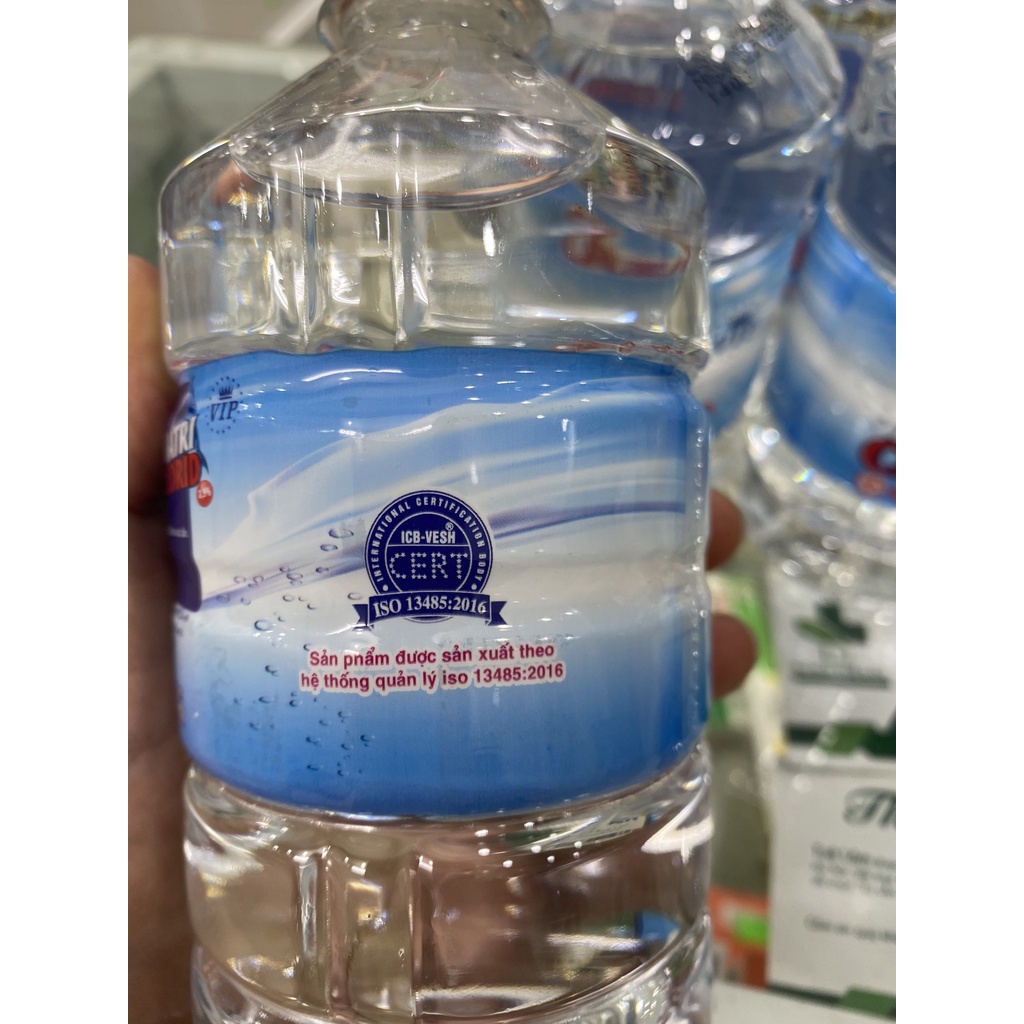 VIP
INTERNATIONAL CERTIFICATION BODY
ICB-VESH®
CERT
ISO 13485:2016
Sản pnẩm được sản xuất theo
hệ thống quản lý iso 13485:2016